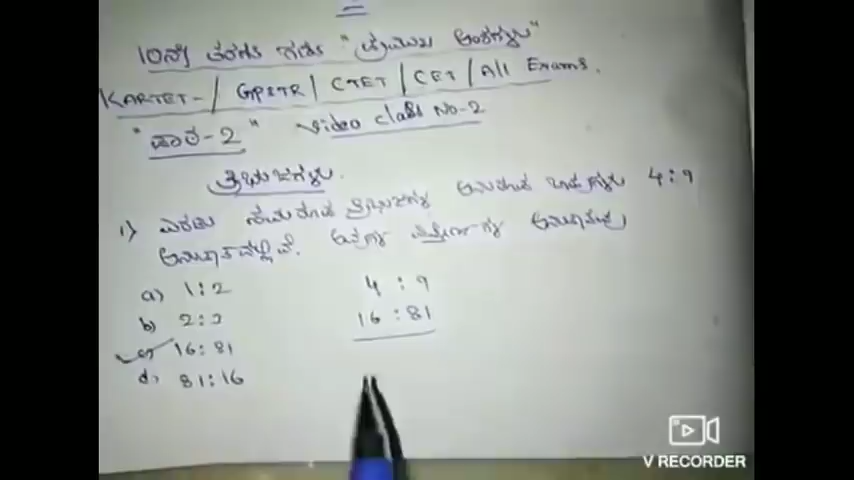 10ನೇ ತರಗತಿ ಗಣಿತ "ಪ್ರಮುಖ ಅಂಶಗಳು"
KARTET-/ GPSTR/ CTET/CET/All Exams.
"ಪಾಠ-2" Video class No-2
ತ್ರಿಭುಜಗಳು.
1) ಎರಡು ಸಮರೂಪ ತ್ರಿಭುಜಗಳ ಅನುರೂಪ ಬಾಹುಗಳು 4:9
ಅನುಪಾತದಲ್ಲಿವೆ. ಅವುಗಳ ವಿಸ್ತೀರ್ಣಗಳ ಅನುಪಾತವು
a) 1:2 4 : 9
b) 2:3 16 : 81
c) 16:81
d) 81:16
V RECORDER